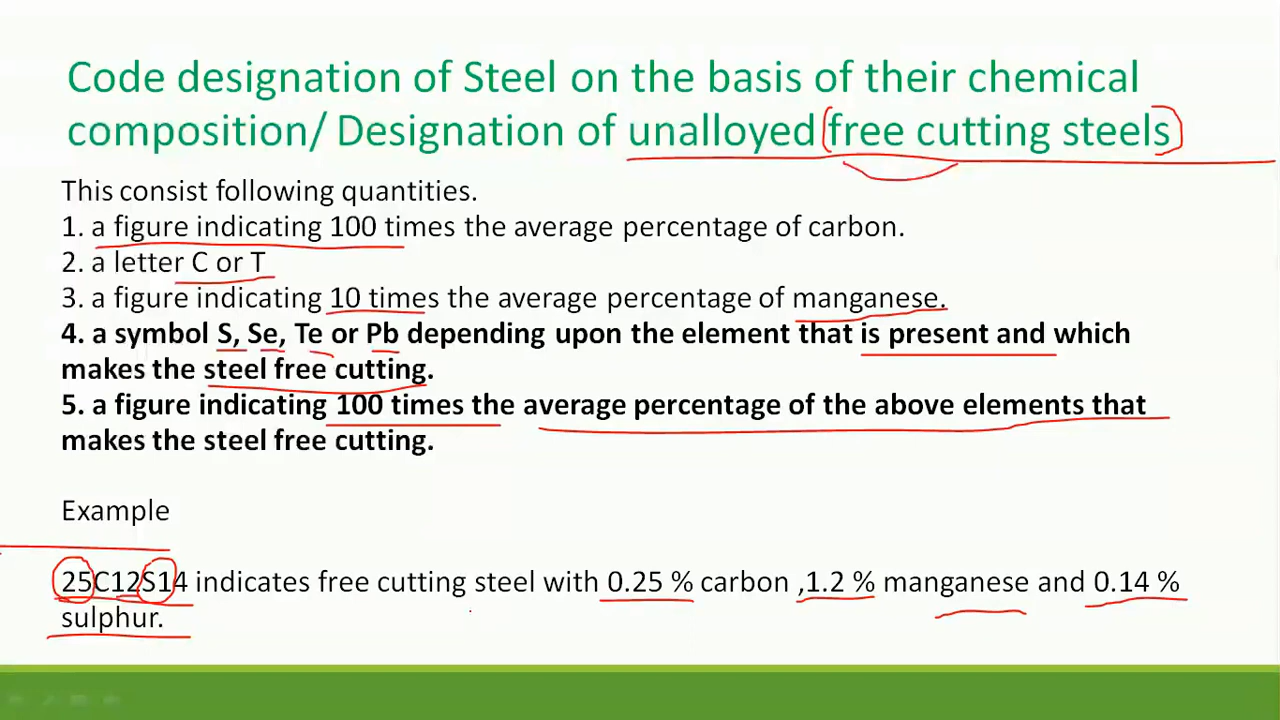 Code designation of Steel on the basis of their chemical
composition/ Designation of unalloyed free cutting steels
This consist following quantities.
1. a figure indicating 100 times the average percentage of carbon.
2. a letter C or T
3. a figure indicating 10 times the average percentage of manganese.
4. a symbol S, Se, Te or Pb depending upon the element that is present and which
makes the steel free cutting.
5. a figure indicating 100 times the average percentage of the above elements that
makes the steel free cutting.
Example
25C12S14 indicates free cutting steel with 0.25 % carbon ,1.2 % manganese and 0.14 %
sulphur.